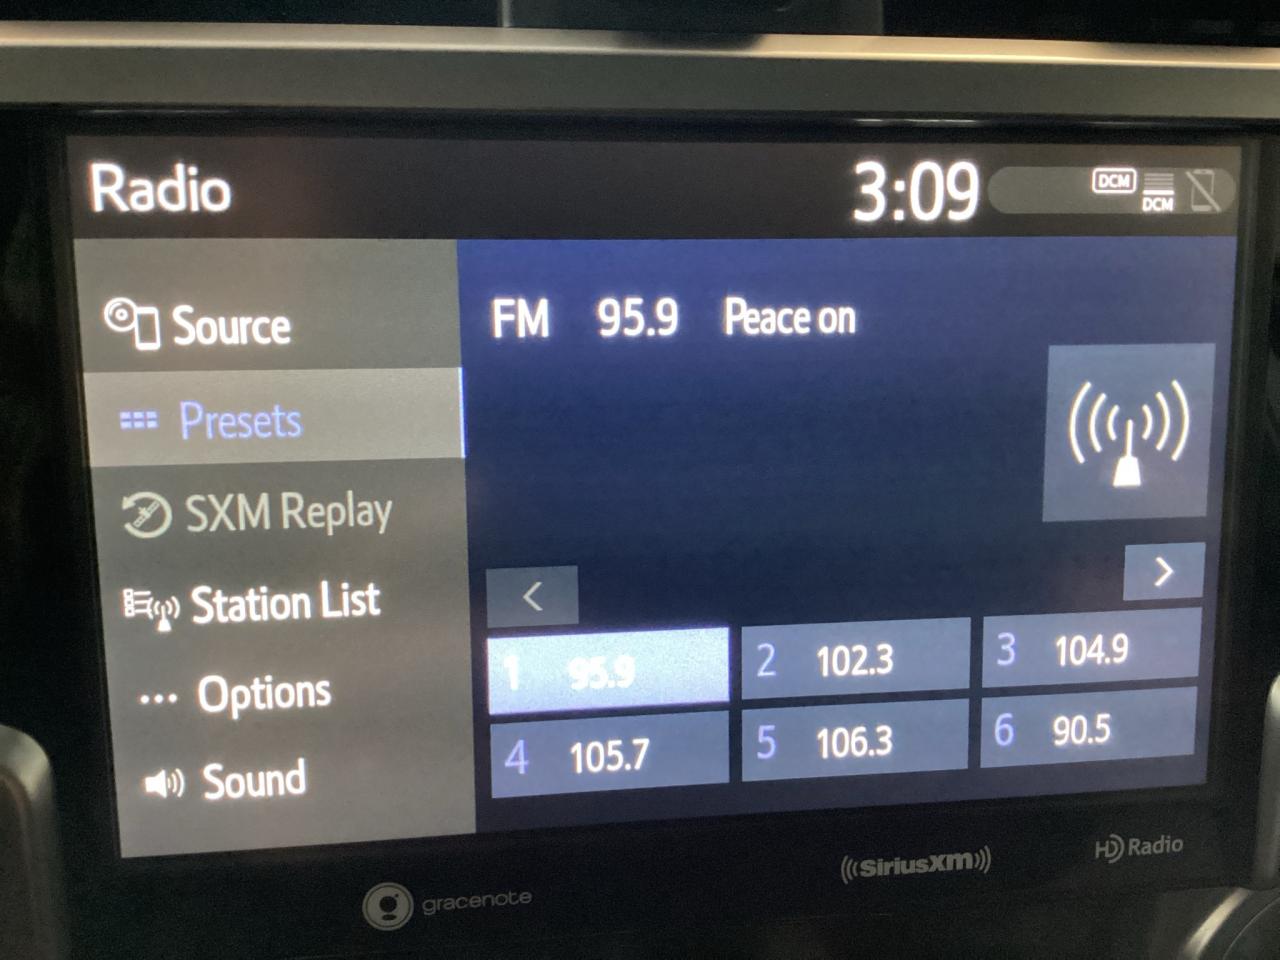 Radio
3:09
DCM
DCM
Source
FM 95.9 Peace on
Presets
SXM Replay
Station List
Options
Sound
<
>
1 95.9
2 102.3
3 104.9
4 105.7
5 106.3
6 90.5
gracenote
((SiriusXM))
HD Radio